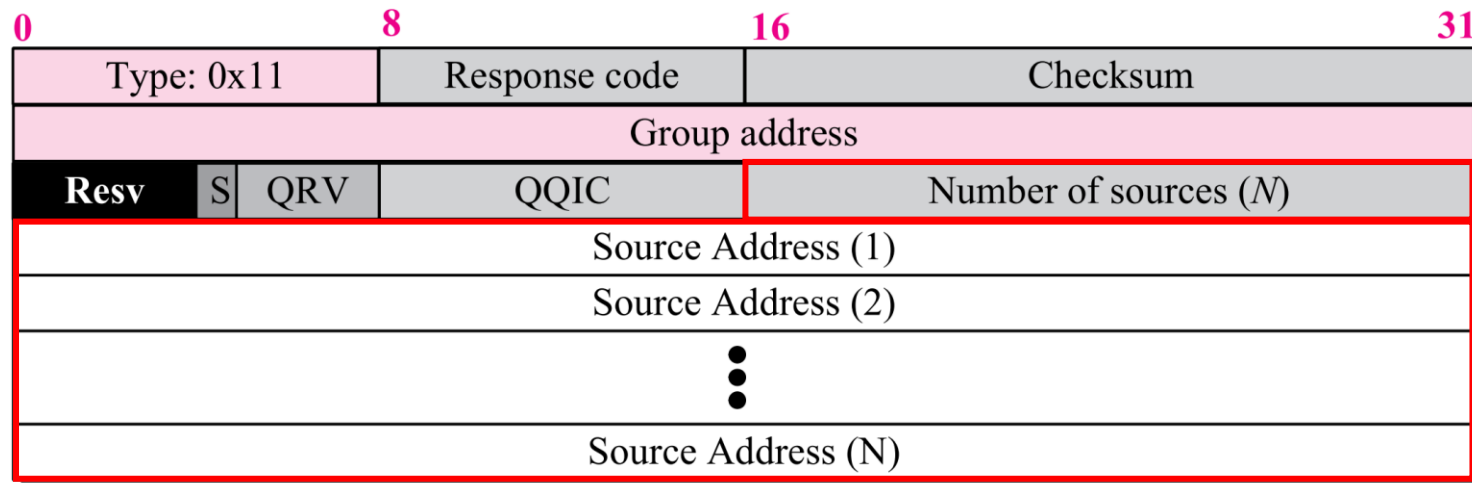 0 8 16 31
Type: 0x11 Response code Checksum
Group address
Resv S QRV QQIC Number of sources (N)
Source Address (1)
Source Address (2)
Source Address (N)